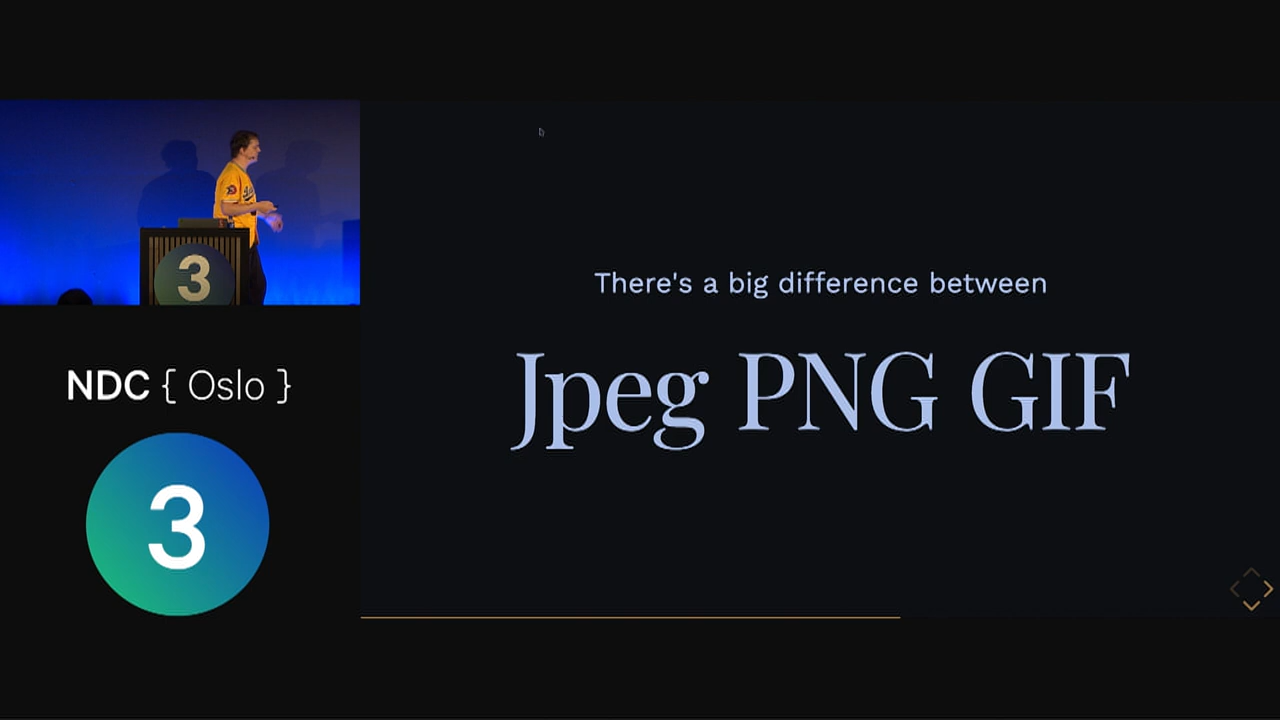 3
NDC { Oslo }
3
There's a big difference between
Jpeg PNG GIF